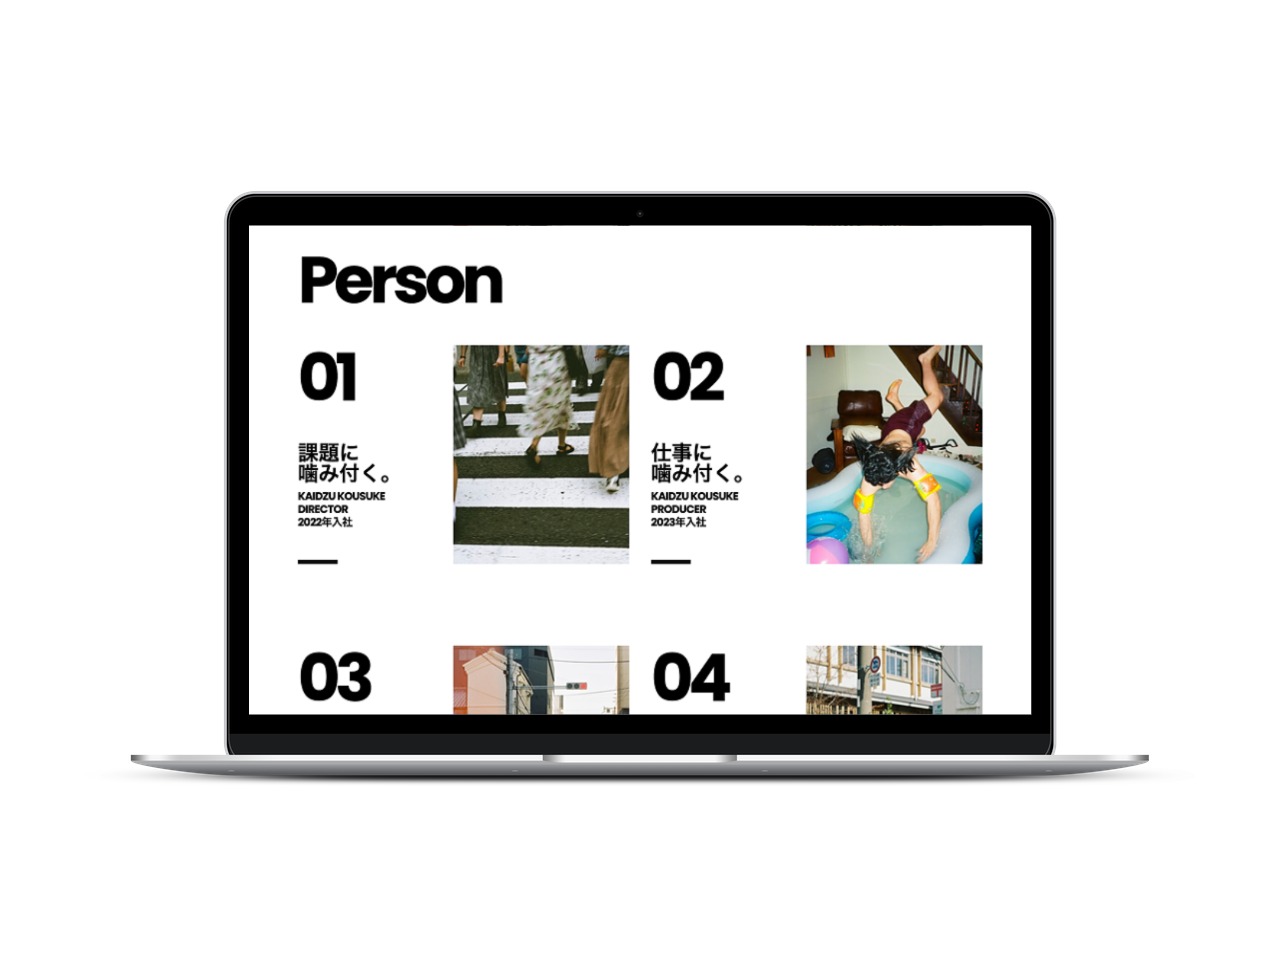 Person
01
課題に
噛み付く。
KAIDZU KOUSUKE
DIRECTOR
2022年入社
02
仕事に
噛み付く。
KAIDZU KOUSUKE
PRODUCER
2023年入社
03
04